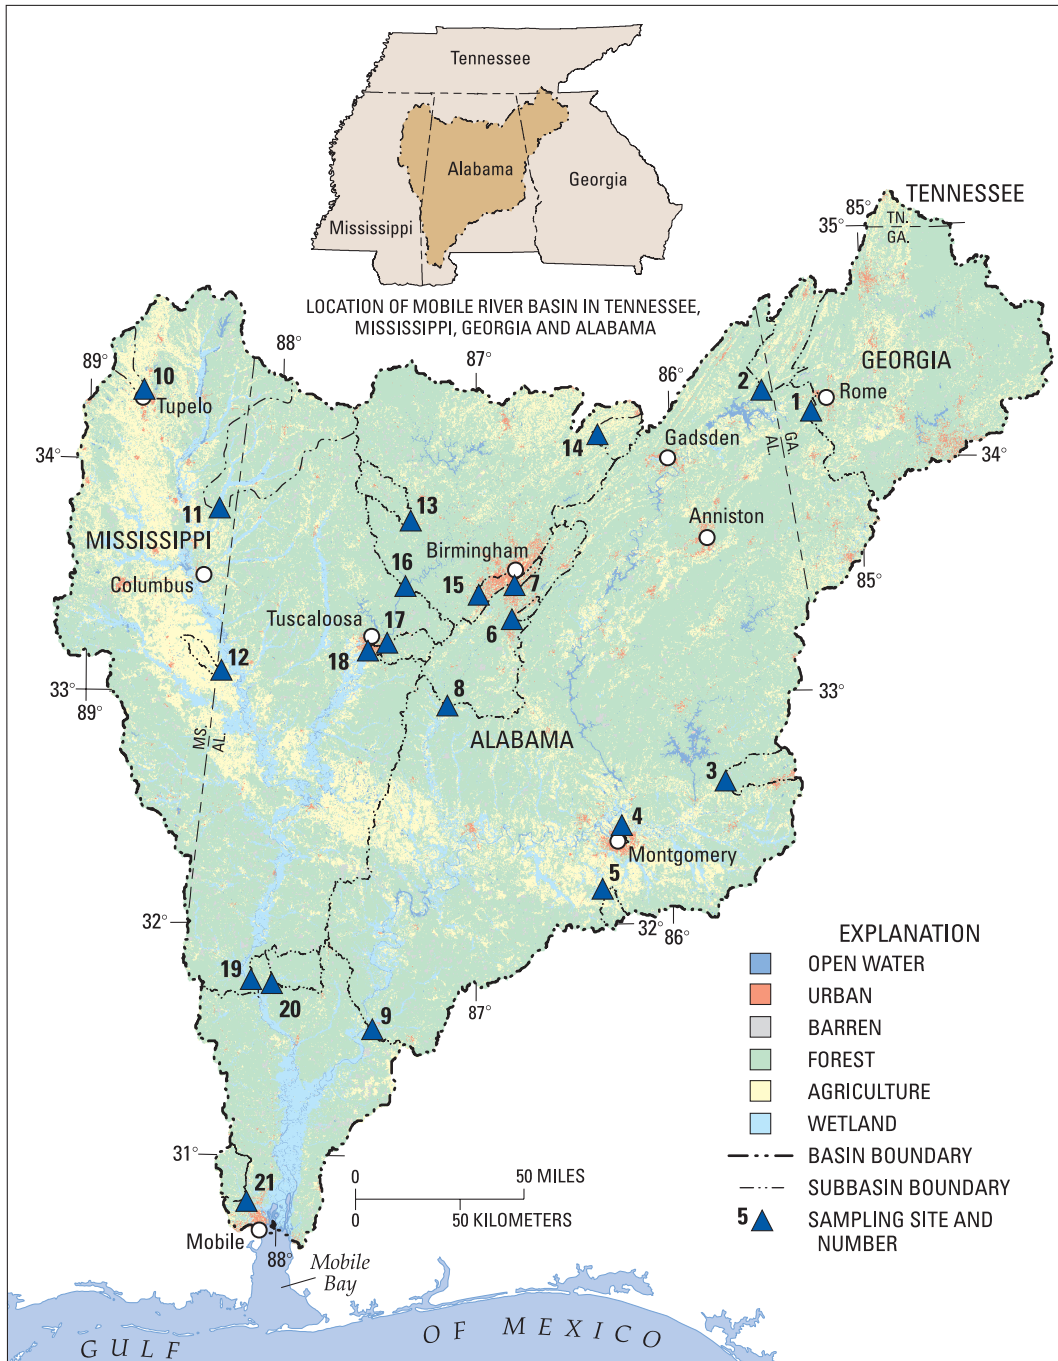 Tennessee
Alabama
Georgia
Mississippi
LOCATION OF MOBILE RIVER BASIN IN TENNESSEE,
MISSISSIPPI, GEORGIA AND ALABAMA
TENNESSEE
85°
35°
TN.
GA.
89°
88°
87°
86°
10
Tupelo
2
1
GEORGIA
Rome
GA.
AL.
14
Gadsden
34°
34°
11
13
Anniston
MISSISSIPPI
Columbus
16
Birmingham
15
7
85°
Tuscaloosa
17
18
6
12
8
33°
89°
33°
MS.
AL.
ALABAMA
3
4
Montgomery
5
32°
32°
86°
19
20
9
87°
31°
21
Mobile
88°
Mobile
Bay
0 50 MILES
0 50 KILOMETERS
EXPLANATION
OPEN WATER
URBAN
BARREN
FOREST
AGRICULTURE
WETLAND
BASIN BOUNDARY
SUBBASIN BOUNDARY
5 SAMPLING SITE AND
NUMBER
GULF OF MEXICO